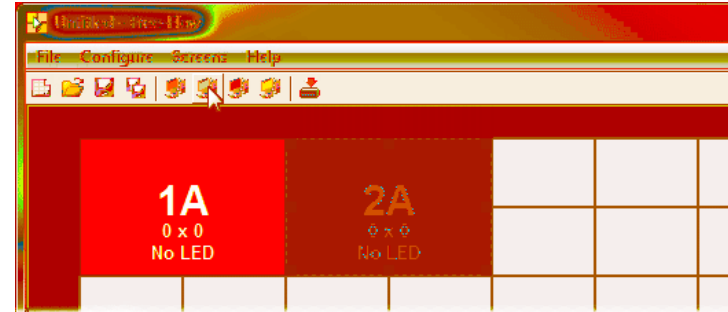 File Configure Screens Help
1A 2A
0 x 0 0 x 0
No LED No LED